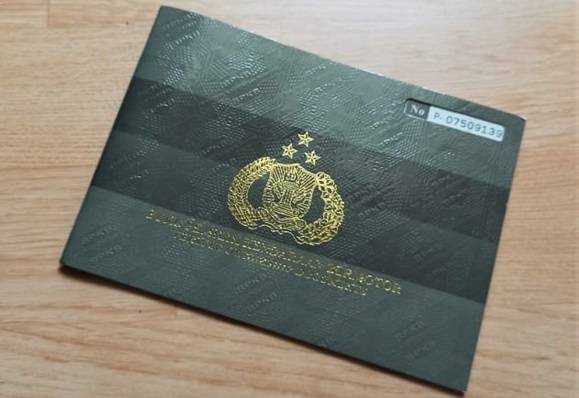 No P- 07509139
BUKU PEMILIK KENDARAAN BERMOTOR